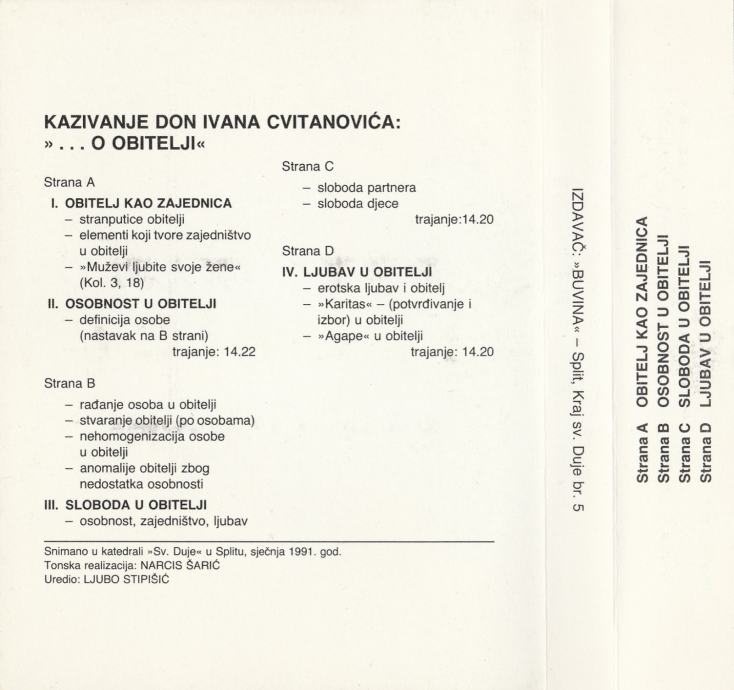 KAZIVANJE DON IVANA CVITANOVIĆA:
» . . . O OBITELJI«
Strana A
I. OBITELJ KAO ZAJEDNICA
– stranputice obitelji
– elementi koji tvore zajedništvo
u obitelji
– »Muževi ljubite svoje žene«
(Kol. 3, 18)
II. OSOBNOST U OBITELJI
– definicija osobe
(nastavak na B strani)
trajanje: 14.22
Strana B
– rađanje osoba u obitelji
– stvaranje obitelji (po osobama)
– nehomogenizacija osobe
u obitelji
– anomalije obitelji zbog
nedostatka osobnosti
III. SLOBODA U OBITELJI
– osobnost, zajedništvo, ljubav
Strana C
– sloboda partnera
– sloboda djece
trajanje:14.20
Strana D
IV. LJUBAV U OBITELJI
– erotska ljubav i obitelj
– »Karitas« – (potvrđivanje i
izbor) u obitelji
– »Agape« u obitelji
trajanje: 14.20
Snimano u katedrali »Sv. Duje« u Splitu, sječnja 1991. god.
Tonska realizacija: NARCIS ŠARIĆ
Uredio: LJUBO STIPIŠIĆ
IZDAVAČ: »BUVINA« – Split, Kraj sv. Duje br. 5
Strana A OBITELJ KAO ZAJEDNICA
Strana B OSOBNOST U OBITELJI
Strana C SLOBODA U OBITELJI
Strana D LJUBAV U OBITELJI